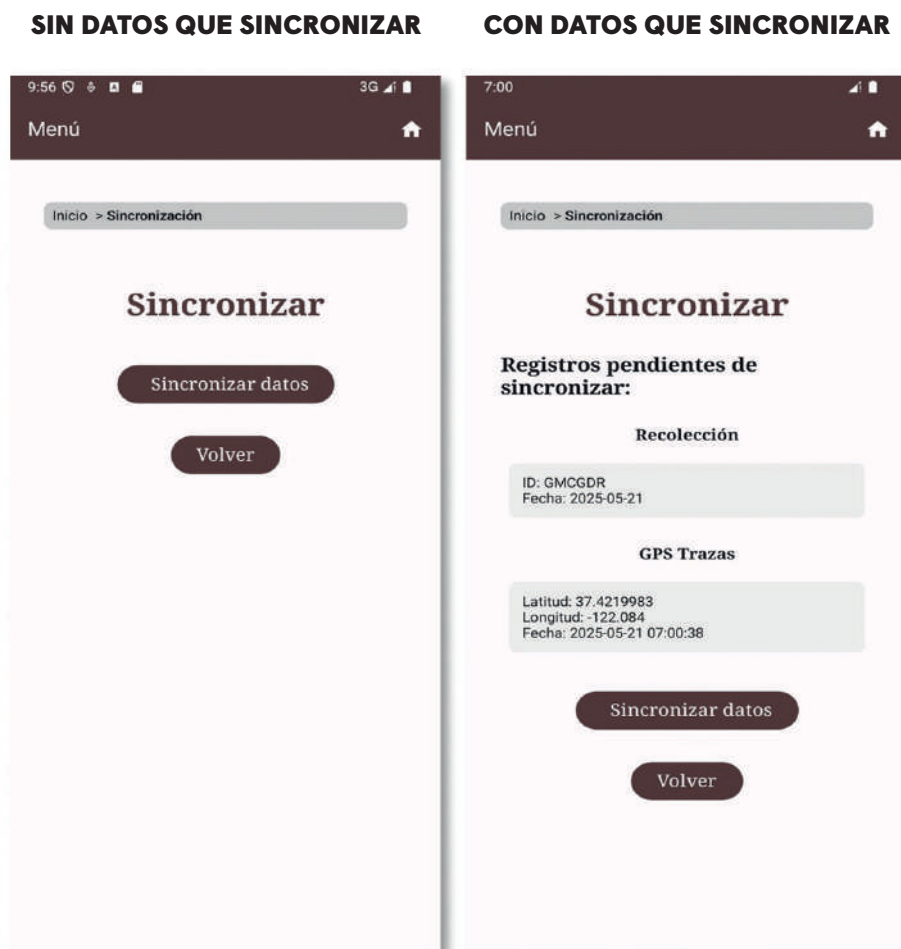 SIN DATOS QUE SINCRONIZAR
9:56
3G
Menú
Inicio > Sincronización
Sincronizar
Sincronizar datos
Volver
CON DATOS QUE SINCRONIZAR
7:00
Menú
Inicio > Sincronización
Sincronizar
Registros pendientes de
sincronizar:
Recolección
ID: GMCGDR
Fecha: 2025-05-21
GPS Trazas
Latitud: 37.4219983
Longitud: -122.084
Fecha: 2025-05-21 07:00:38
Sincronizar datos
Volver